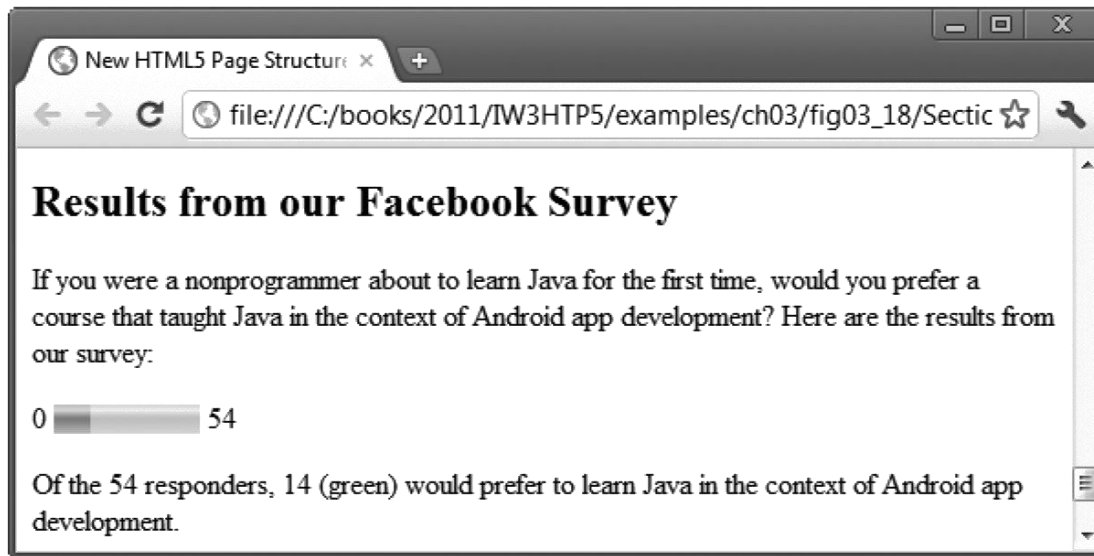 New HTML5 Page Structure
file:///C:/books/2011/IW3HTP5/examples/ch03/fig03_18/Sectic
Results from our Facebook Survey
If you were a nonprogrammer about to learn Java for the first time, would you prefer a
course that taught Java in the context of Android app development? Here are the results from
our survey:
0 54
Of the 54 responders, 14 (green) would prefer to learn Java in the context of Android app
development.